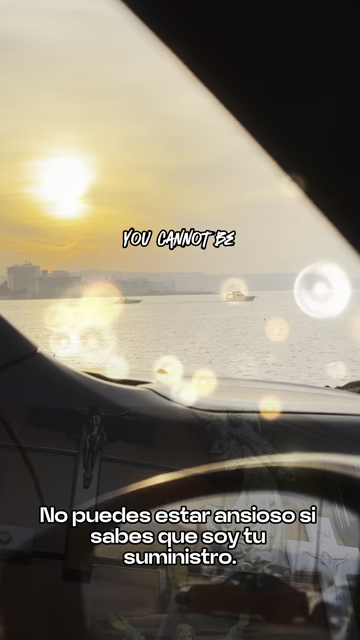 YOU CANNOT BE
No puedes estar ansioso si
sabes que soy tu
suministro.